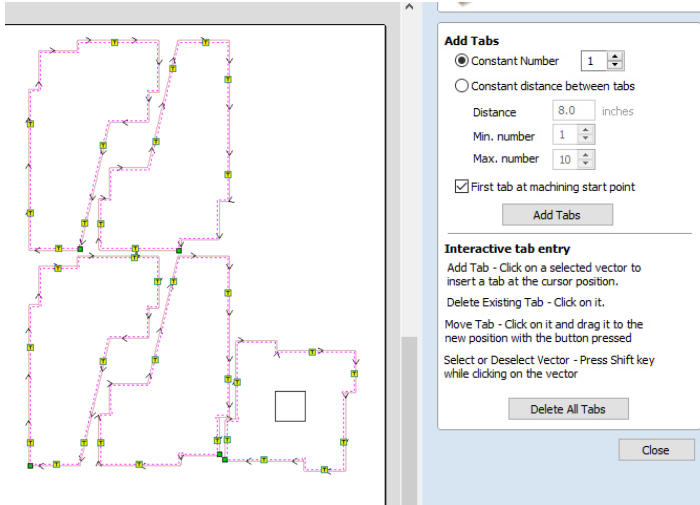 Add Tabs
Constant Number 1
Constant distance between tabs
Distance 8.0 inches
Min. number 1
Max. number 10
First tab at machining start point
Add Tabs
Interactive tab entry
Add Tab - Click on a selected vector to
insert a tab at the cursor position.
Delete Existing Tab - Click on it.
Move Tab - Click on it and drag it to the
new position with the button pressed
Select or Deselect Vector - Press Shift key
while clicking on the vector
Delete All Tabs
Close